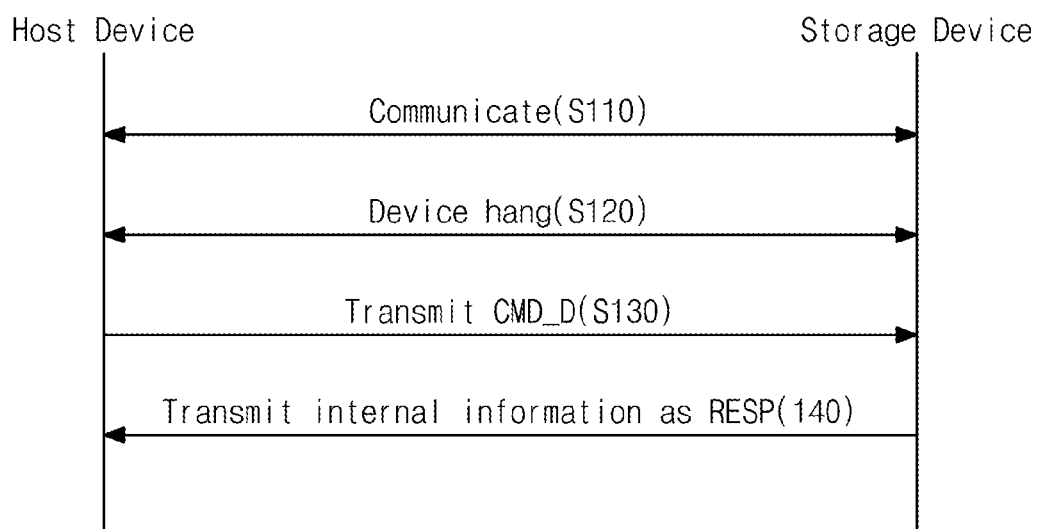 Host Device
Storage Device
Communicate(S110)
Device hang(S120)
Transmit CMD_D(S130)
Transmit internal information as RESP(140)